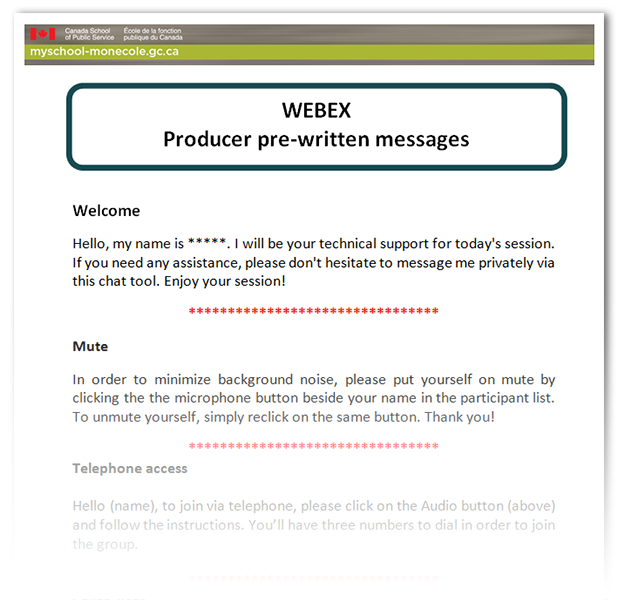 Canada School
of Public Service
École de la fonction
publique du Canada
myschool-monecole.gc.ca
WEBEX
Producer pre-written messages
Welcome
Hello, my name is *****. I will be your technical support for today's session.
If you need any assistance, please don't hesitate to message me privately via
this chat tool. Enjoy your session!
********************************
Mute
In order to minimize background noise, please put yourself on mute by
clicking the the microphone button beside your name in the participant list.
To unmute yourself, simply reclick on the same button. Thank you!
********************************
Telephone access
Hello (name), to join via telephone, please click on the Audio button (above)
and follow the instructions. You’ll have three numbers to dial in order to join
the group.
********************************